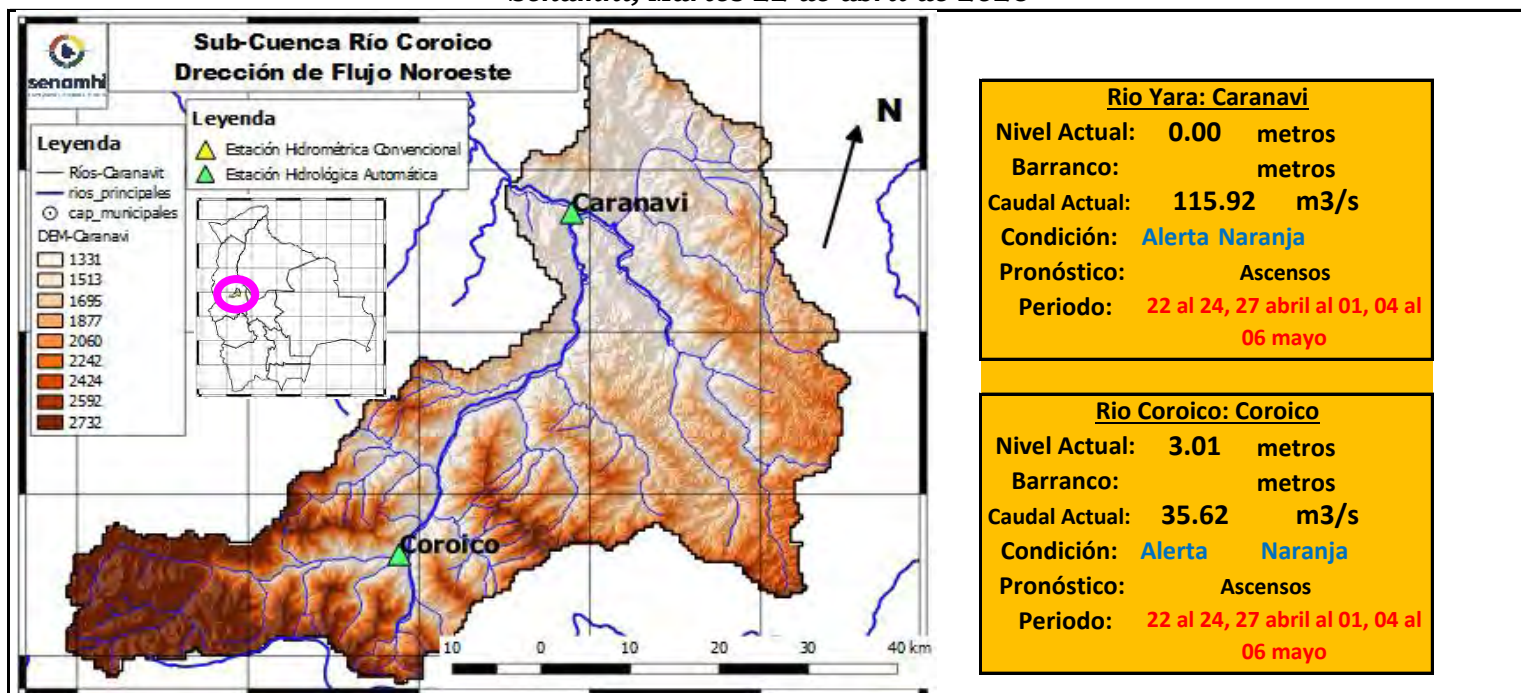 Sub-Cuenca Río Coroico
Drección de Flujo Noroeste
senamhi
Leyenda
Estación Hidrométrica Convencional
Estación Hidrológica Automática
Leyenda
Ríos-Caranavit
rios_principales
cap_municipales
DEM-Caranavi
1331
1513
1695
1877
2060
2242
2424
2592
2732
N
Caranavi
Coroico
10 0 10 20 30 40 km
Rio Yara: Caranavi
Nivel Actual: 0.00 metros
Barranco: metros
Caudal Actual: 115.92 m3/s
Condición: Alerta Naranja
Pronóstico: Ascensos
Periodo: 22 al 24, 27 abril al 01, 04 al
06 mayo
Rio Coroico: Coroico
Nivel Actual: 3.01 metros
Barranco: metros
Caudal Actual: 35.62 m3/s
Condición: Alerta Naranja
Pronóstico: Ascensos
Periodo: 22 al 24, 27 abril al 01, 04 al
06 mayo